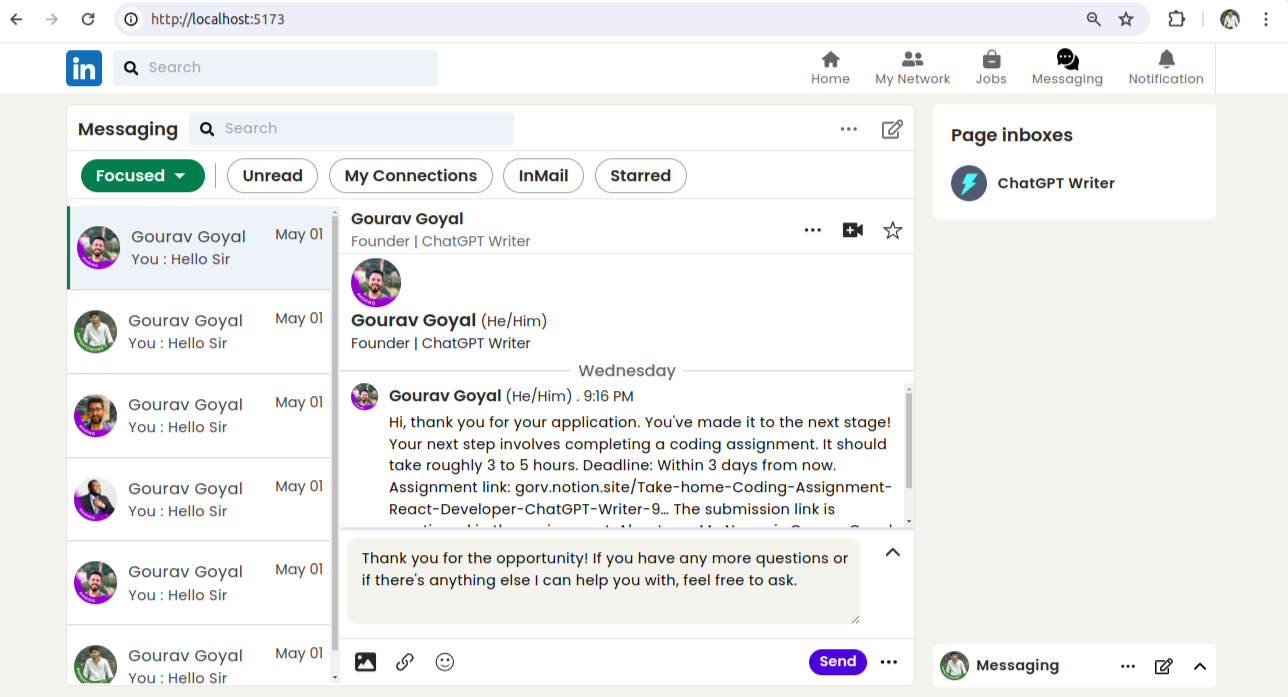 http://localhost:5173
in
Search
Home
My Network
Jobs
Messaging
Notification
Messaging
Search
Focused
Unread
My Connections
InMail
Starred
Gourav Goyal
May 01
You : Hello Sir
Gourav Goyal
May 01
You : Hello Sir
Gourav Goyal
May 01
You : Hello Sir
Gourav Goyal
May 01
You : Hello Sir
Gourav Goyal
May 01
You : Hello Sir
Gourav Goyal
May 01
You : Hello Sir
Gourav Goyal
Founder | ChatGPT Writer
Gourav Goyal (He/Him)
Founder | ChatGPT Writer
Wednesday
Gourav Goyal (He/Him) . 9:16 PM
Hi, thank you for your application. You've made it to the next stage!
Your next step involves completing a coding assignment. It should
take roughly 3 to 5 hours. Deadline: Within 3 days from now.
Assignment link: gorv.notion.site/Take-home-Coding-Assignment-
React-Developer-ChatGPT-Writer-9… The submission link is
Thank you for the opportunity! If you have any more questions or
if there's anything else I can help you with, feel free to ask.
Send
Page inboxes
ChatGPT Writer
Messaging